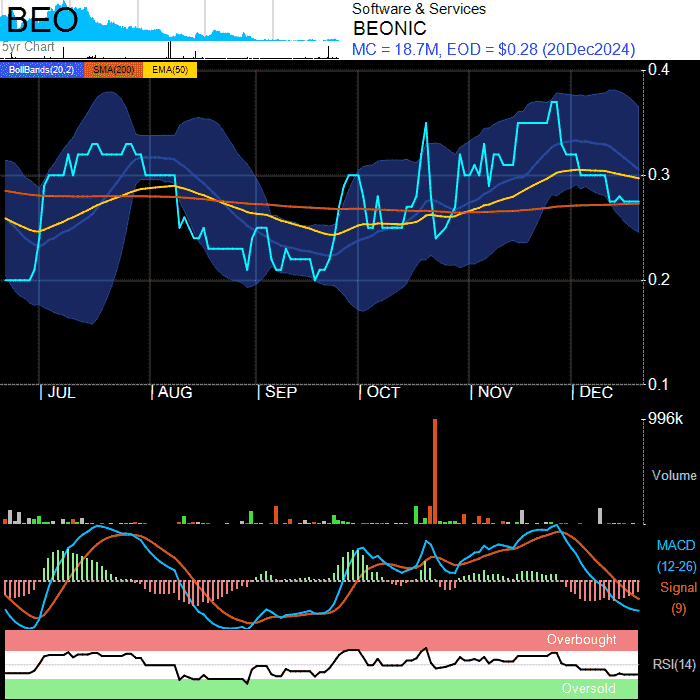 BEO
5yr Chart
Software & Services
BEONIC
MC = 18.7M, EOD = $0.28 (20Dec2024)
BollBands(20,2) SMA(200) EMA(50)
0.4
0.3
0.2
0.1
JUL AUG SEP OCT NOV DEC
996k
Volume
MACD
(12-26)
Signal
(9)
Overbought
RSI(14)
Oversold